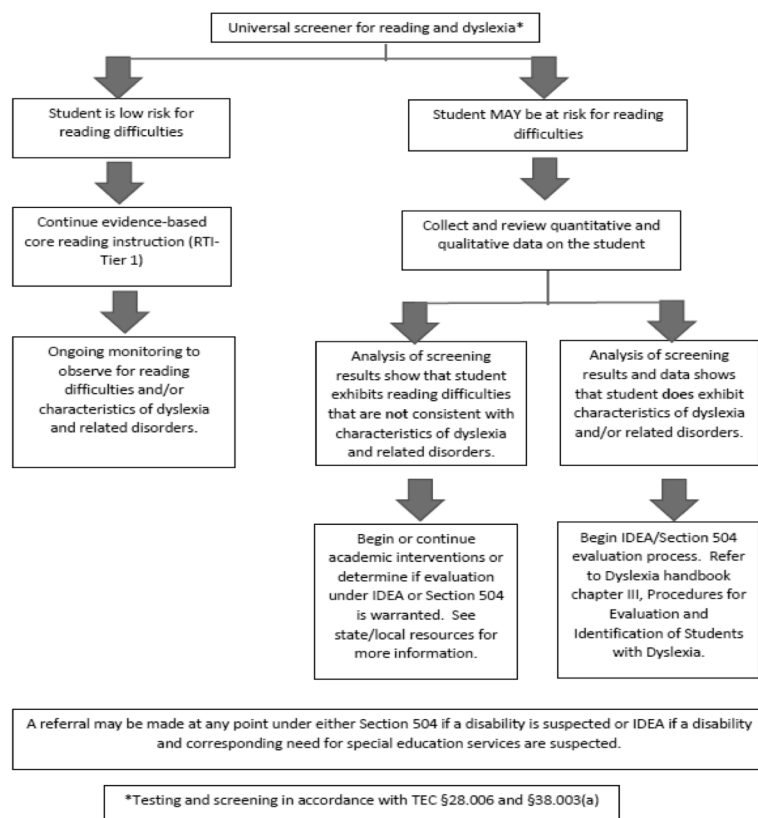 Universal screener for reading and dyslexia*
Student is low risk for
reading difficulties
Student MAY be at risk for reading
difficulties
Continue evidence-based
core reading instruction (RTI-
Tier 1)
Collect and review quantitative and
qualitative data on the student
Ongoing monitoring to
observe for reading
difficulties and/or
characteristics of dyslexia
and related disorders.
Analysis of screening
results show that student
exhibits reading difficulties
that are not consistent with
characteristics of dyslexia
and related disorders.
Analysis of screening
results and data shows
that student does exhibit
characteristics of dyslexia
and/or related disorders.
Begin or continue
academic interventions or
determine if evaluation
under IDEA or Section 504
is warranted. See
state/local resources for
more information.
Begin IDEA/Section 504
evaluation process. Refer
to Dyslexia handbook
chapter III, Procedures for
Evaluation and
Identification of Students
with Dyslexia.
A referral may be made at any point under either Section 504 if a disability is suspected or IDEA if a disability
and corresponding need for special education services are suspected.
*Testing and screening in accordance with TEC §28.006 and §38.003(a)